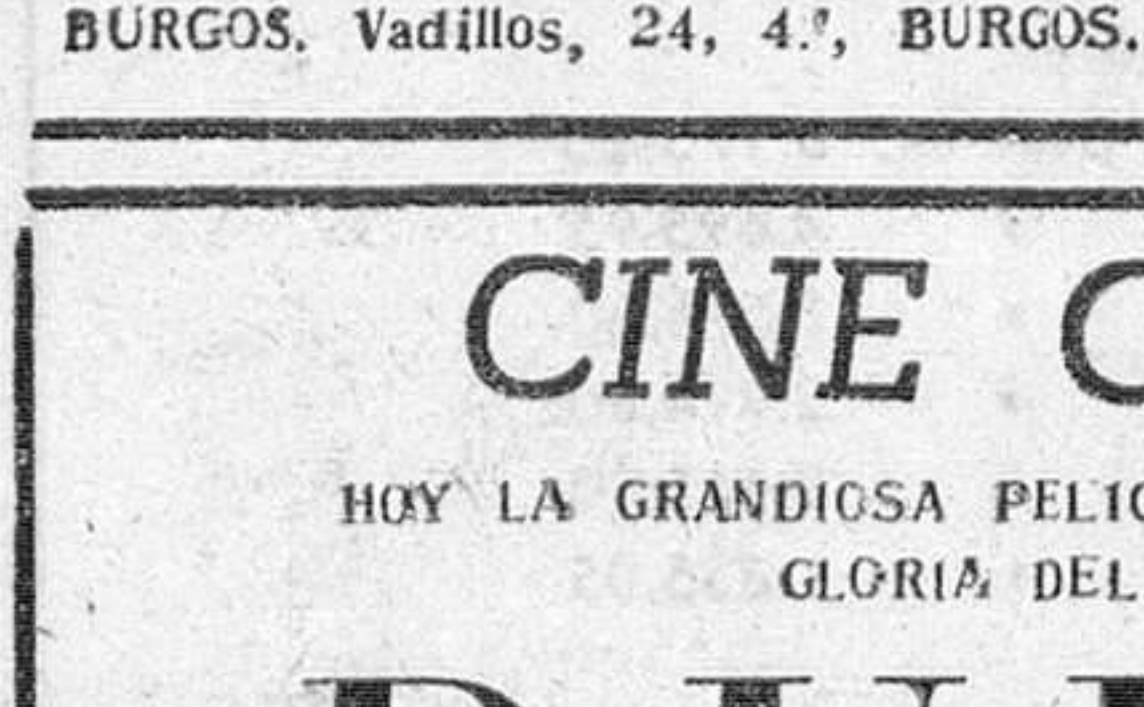 BURGOS. Vadillos, 24, 4.º, BURGOS.
CINE
HOY LA GRANDIOSA
GLORIA DEL